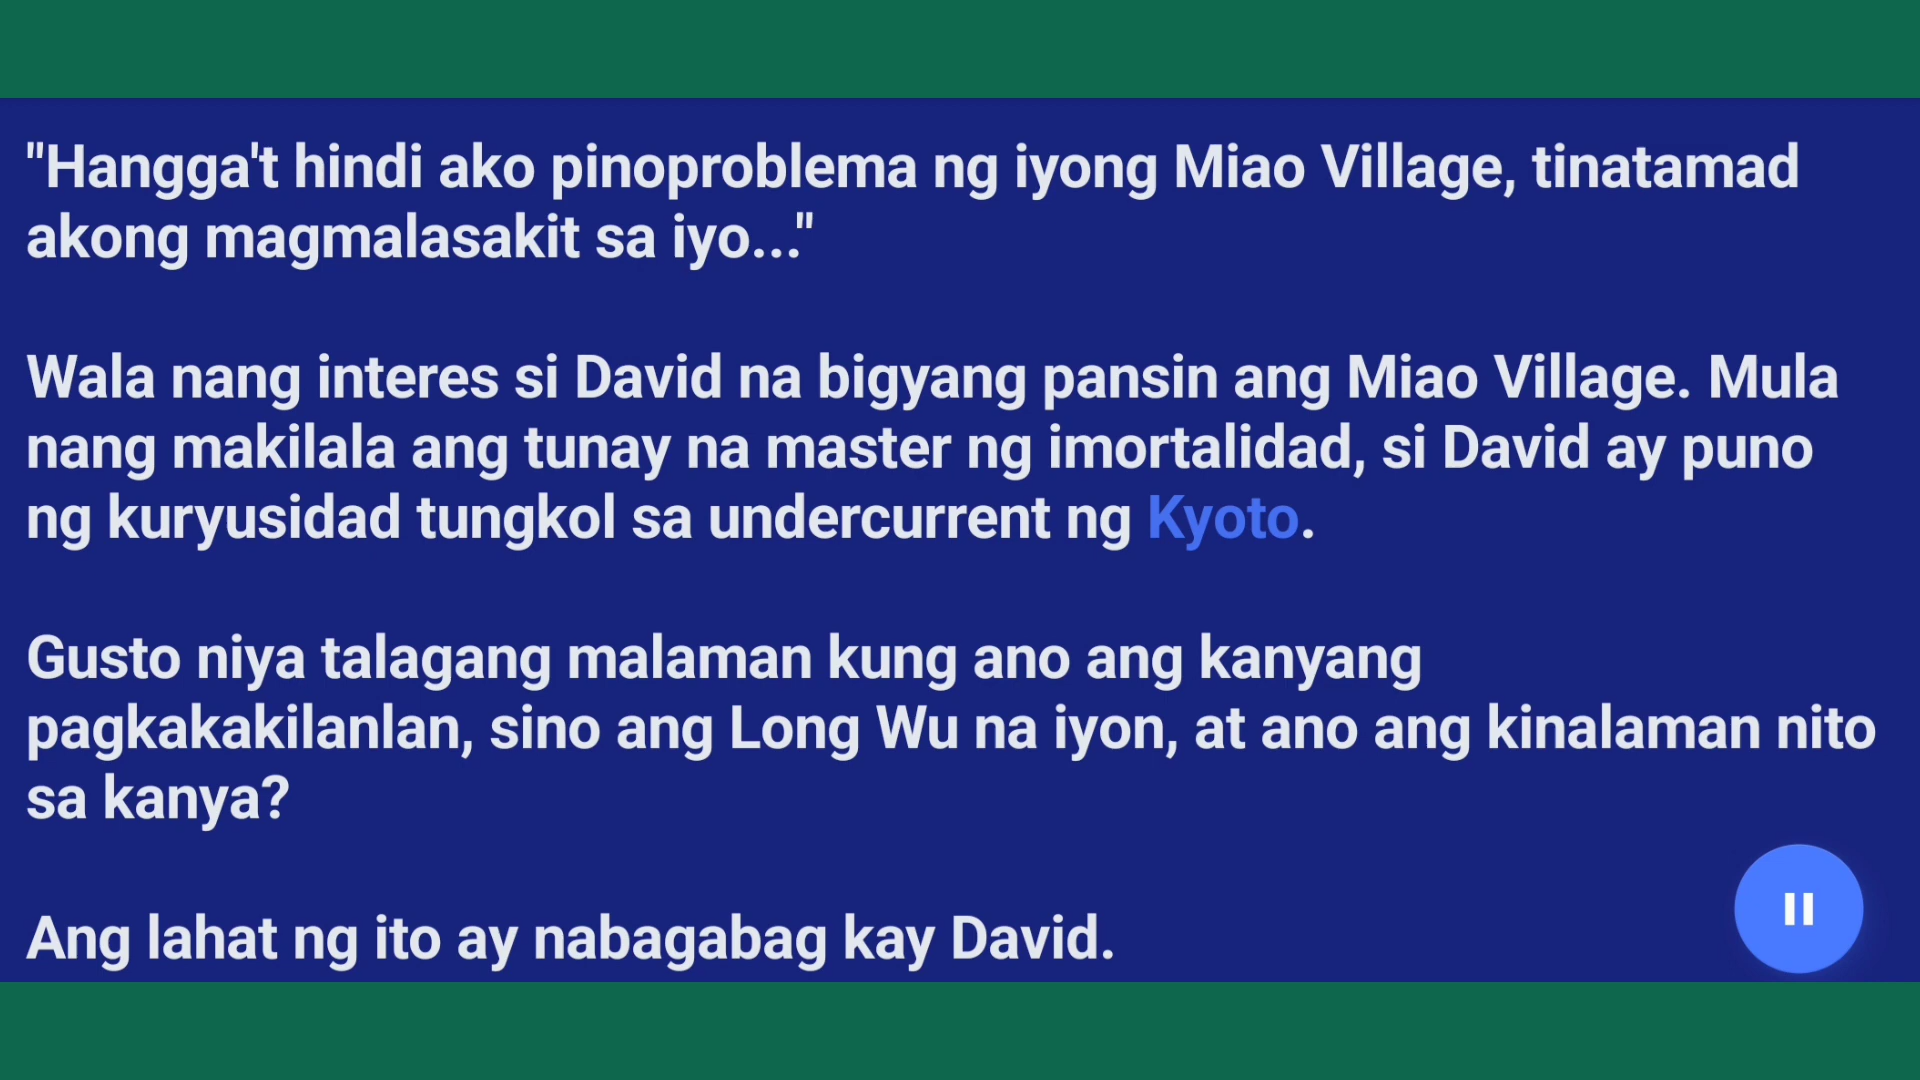 "Hangga't hindi ako pinoproblema ng iyong Miao Village, tinatamad
akong magmalasakit sa iyo..."
Wala nang interes si David na bigyang pansin ang Miao Village. Mula
nang makilala ang tunay na master ng imortalidad, si David ay puno
ng kuryusidad tungkol sa undercurrent ng Kyoto.
Gusto niya talagang malaman kung ano ang kanyang
pagkakakilanlan, sino ang Long Wu na iyon, at ano ang kinalaman nito
sa kanya?
Ang lahat ng ito ay nabagabag kay David.